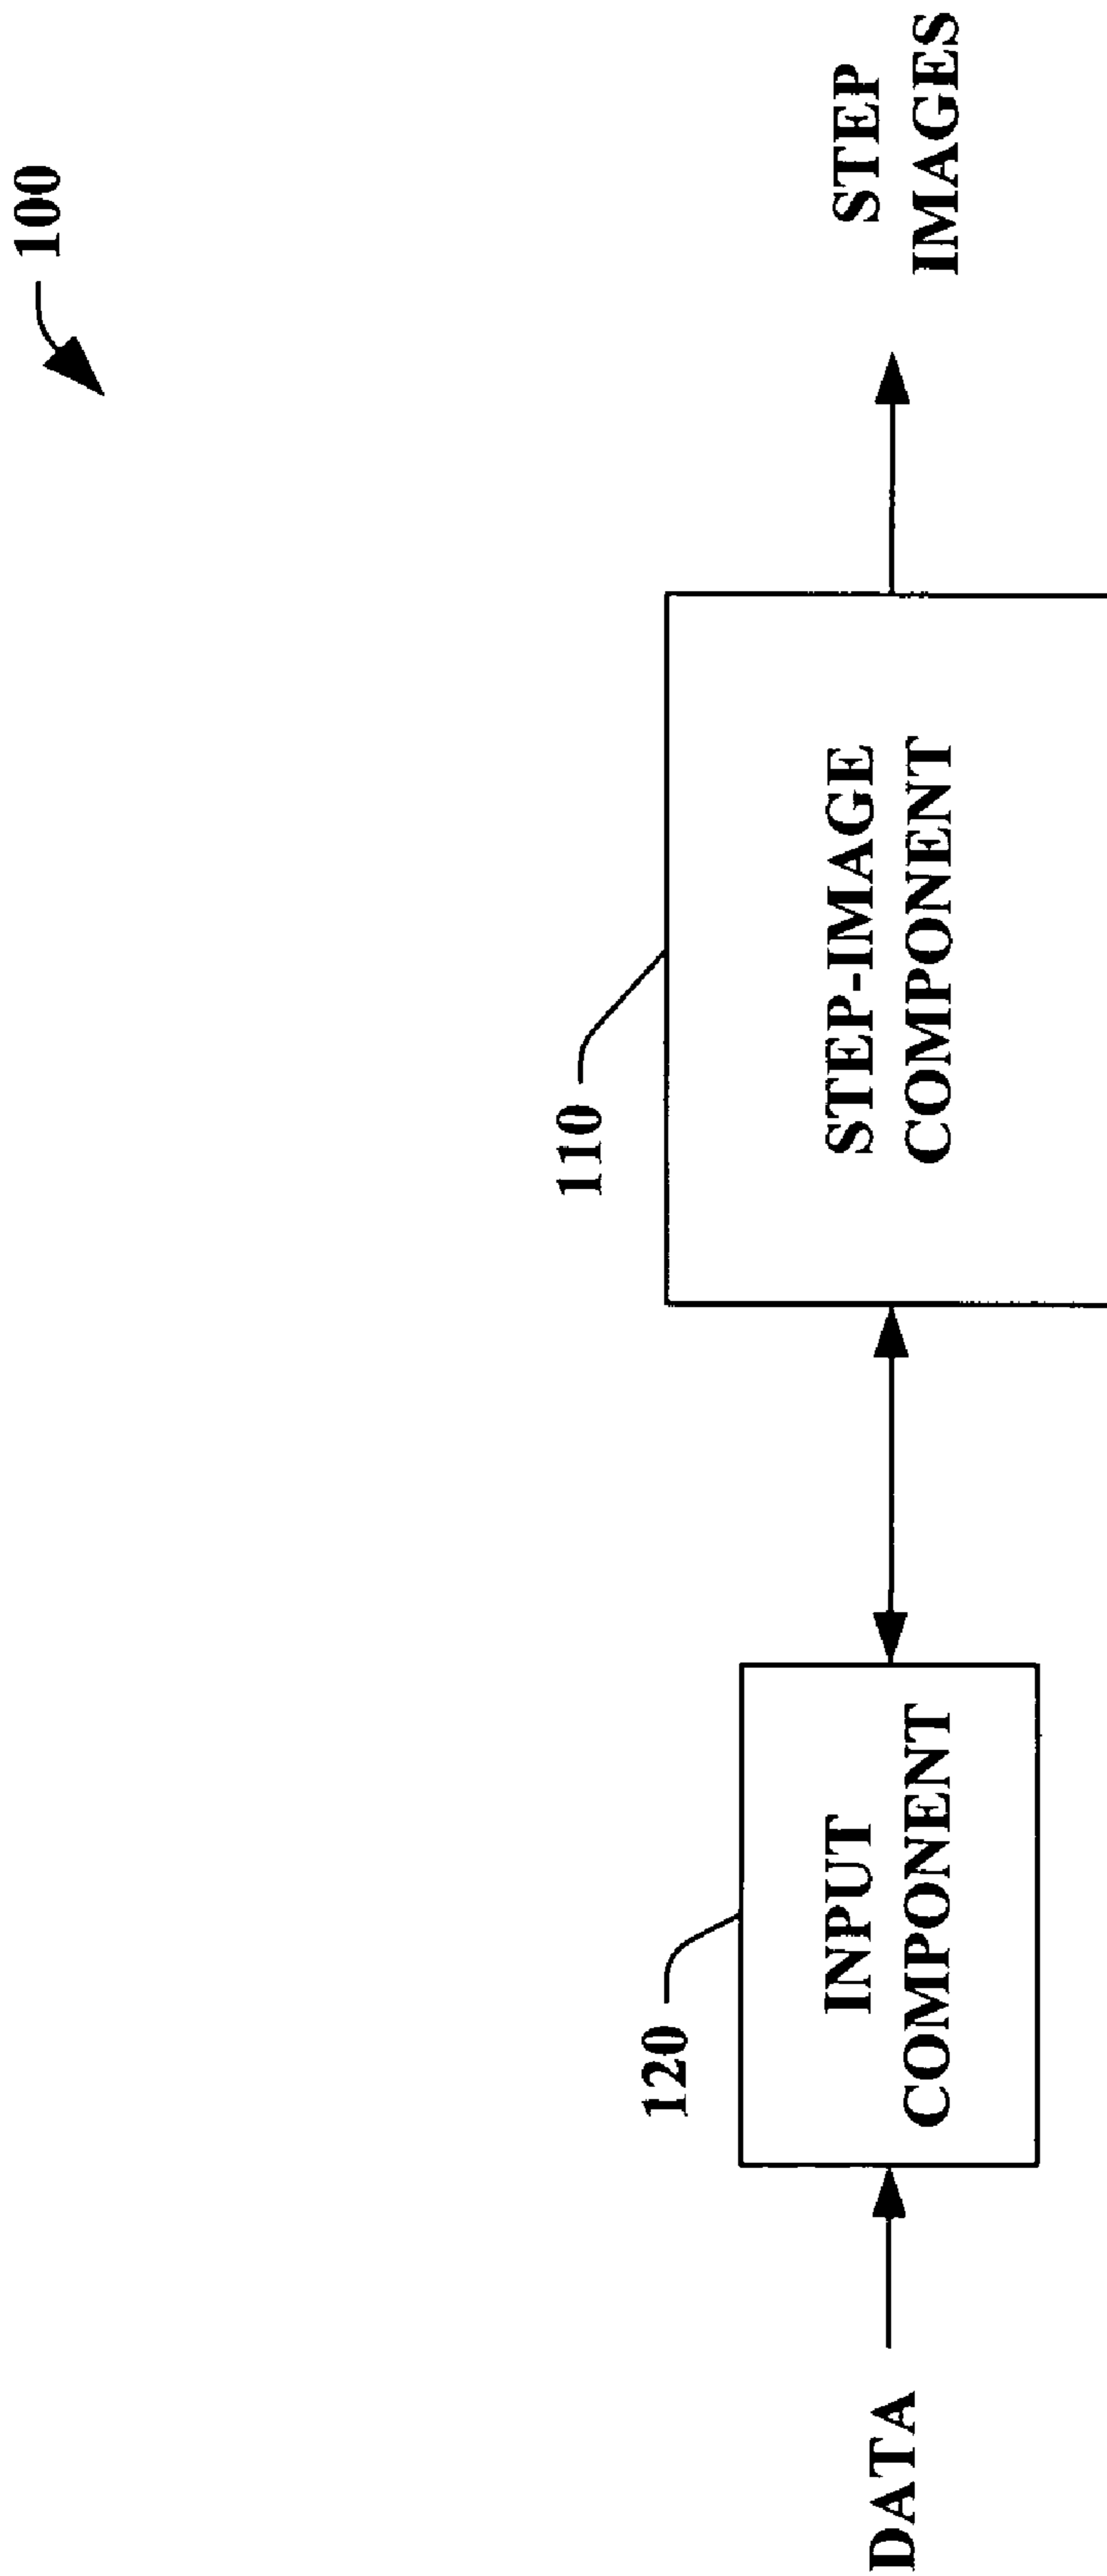 100
110
120
DATA
INPUT
COMPONENT
STEP-IMAGE
COMPONENT
STEP
IMAGES